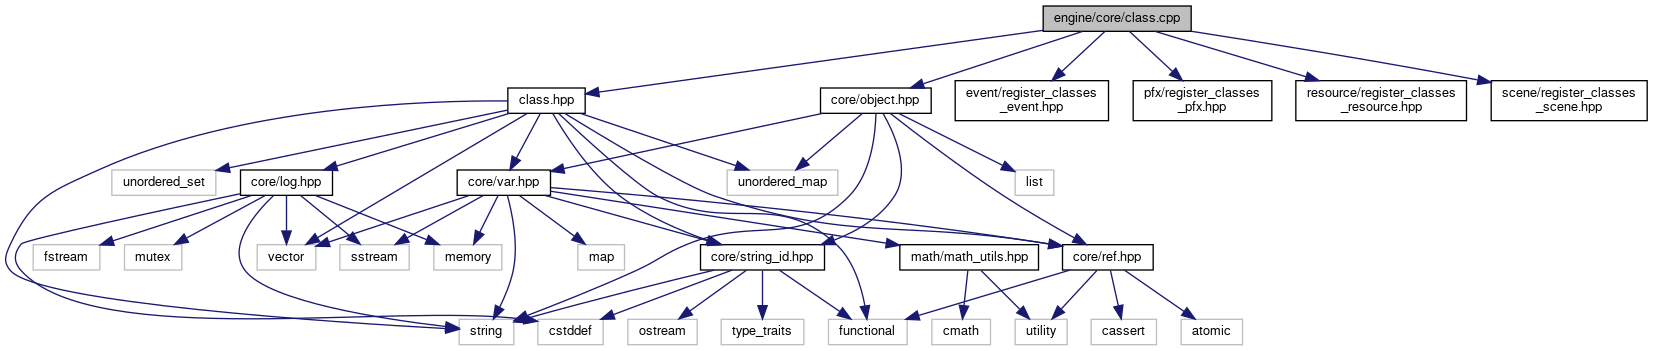 engine/core/class.cpp
class.hpp
core/object.hpp
event/register_classes
_event.hpp
pfx/register_classes
_pfx.hpp
resource/register_classes
_resource.hpp
scene/register_classes
_scene.hpp
unordered_set
core/log.hpp
core/var.hpp
unordered_map
list
fstream
mutex
vector
sstream
memory
map
core/string_id.hpp
math/math_utils.hpp
core/ref.hpp
string
cstddef
ostream
type_traits
functional
cmath
utility
cassert
atomic